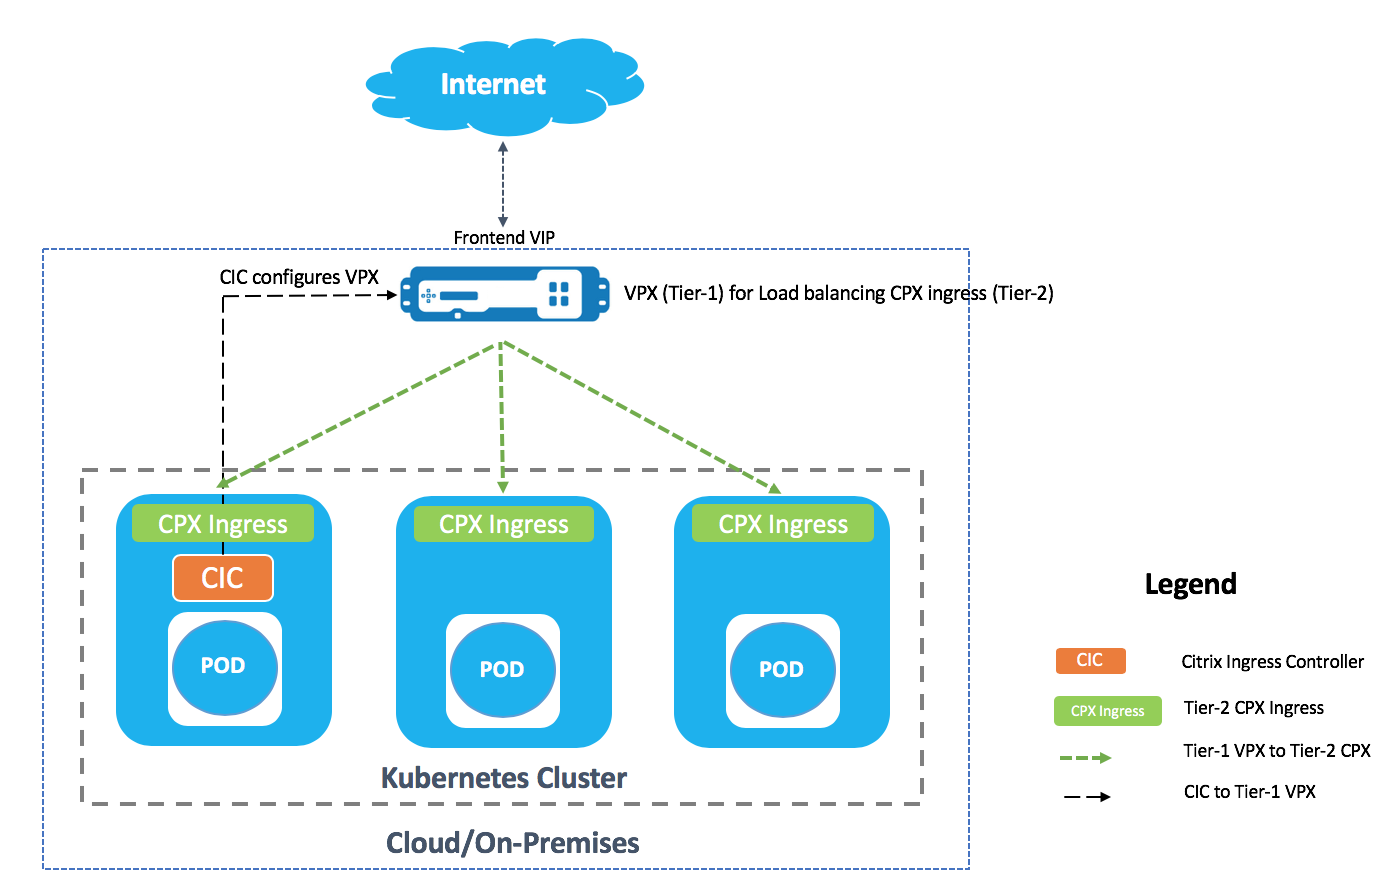 Internet
Frontend VIP
CIC configures VPX
VPX (Tier-1) for Load balancing CPX ingress (Tier-2)
CPX Ingress
CPX Ingress
CPX Ingress
CIC
POD
POD
POD
Kubernetes Cluster
Cloud/On-Premises
Legend
CIC
Citrix Ingress Controller
CPX Ingress
Tier-2 CPX Ingress
Tier-1 VPX to Tier-2 CPX
CIC to Tier-1 VPX